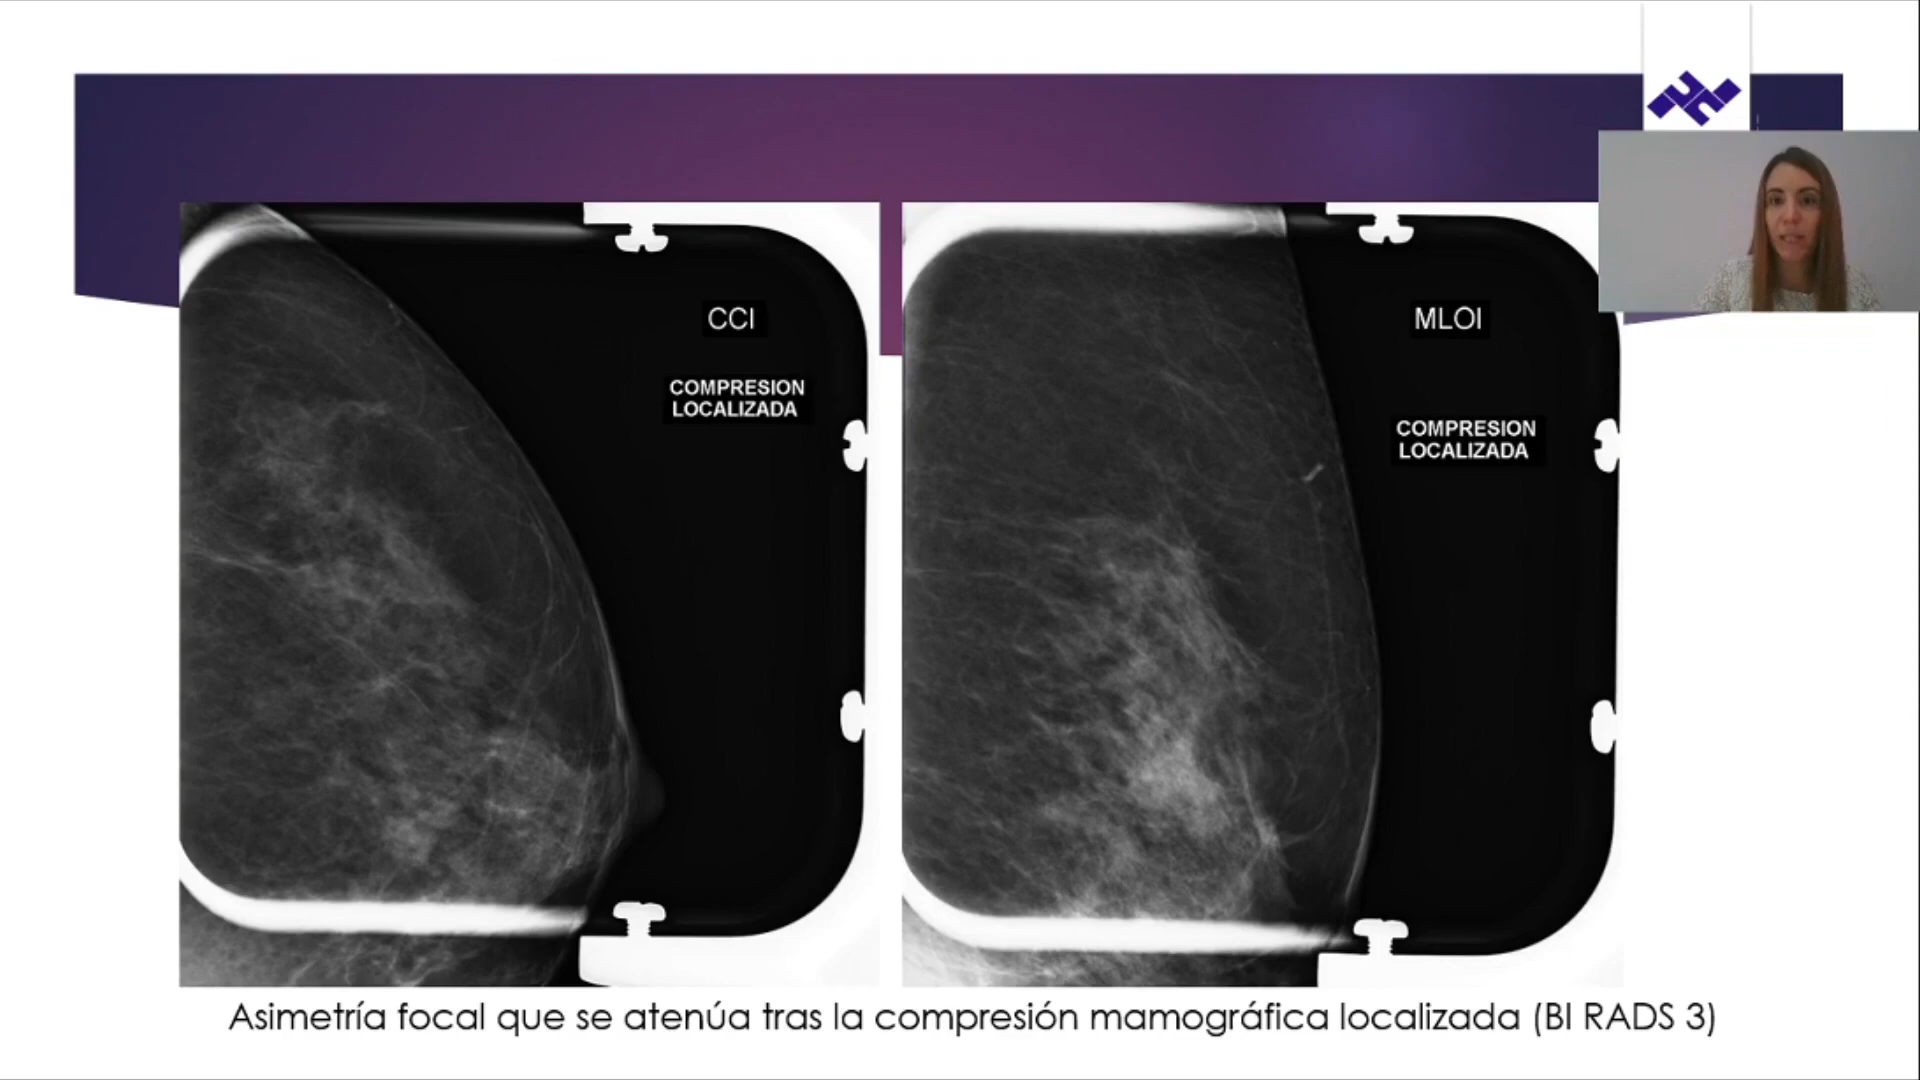 CCI
COMPRESION
LOCALIZADA
MLOI
COMPRESION
LOCALIZADA
Asimetría focal que se atenúa tras la compresión mamográfica localizada (BI RADS 3)